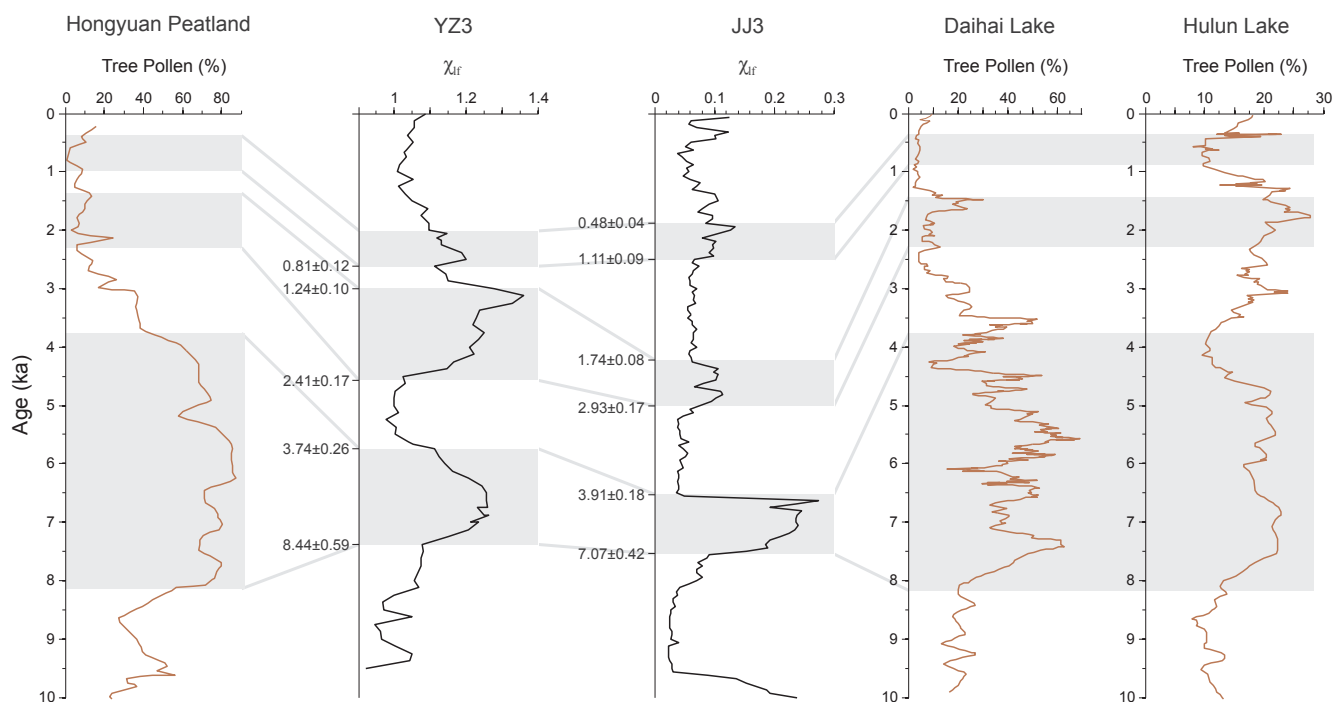 Hongyuan Peatland
YZ3
JJ3
Daihai Lake
Hulun Lake
Tree Pollen (%)
χlf
χlf
Tree Pollen (%)
Tree Pollen (%)
0 20 40 60 80
1 1.2 1.4
0 0.1 0.2 0.3
0 20 40 60
0 10 20 30
Age (ka)
0
1
2
3
4
5
6
7
8
9
10
0.81±0.12
1.24±0.10
2.41±0.17
3.74±0.26
8.44±0.59
0.48±0.04
1.11±0.09
1.74±0.08
2.93±0.17
3.91±0.18
7.07±0.42
0
1
2
3
4
5
6
7
8
9
10
0
1
2
3
4
5
6
7
8
9
10